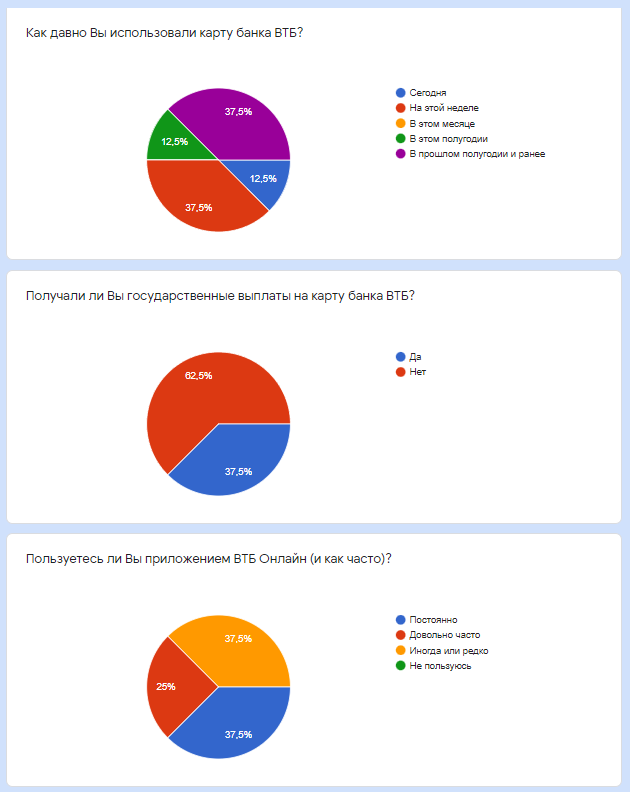 Как давно Вы использовали карту банка ВТБ?
37,5%
12,5%
12,5%
37,5%
Сегодня
На этой неделе
В этом месяце
В этом полугодии
В прошлом полугодии и ранее
Получали ли Вы государственные выплаты на карту банка ВТБ?
62,5%
37,5%
Да
Нет
Пользуетесь ли Вы приложением ВТБ Онлайн (и как часто)?
37,5%
25%
37,5%
Постоянно
Довольно часто
Иногда или редко
Не пользуюсь